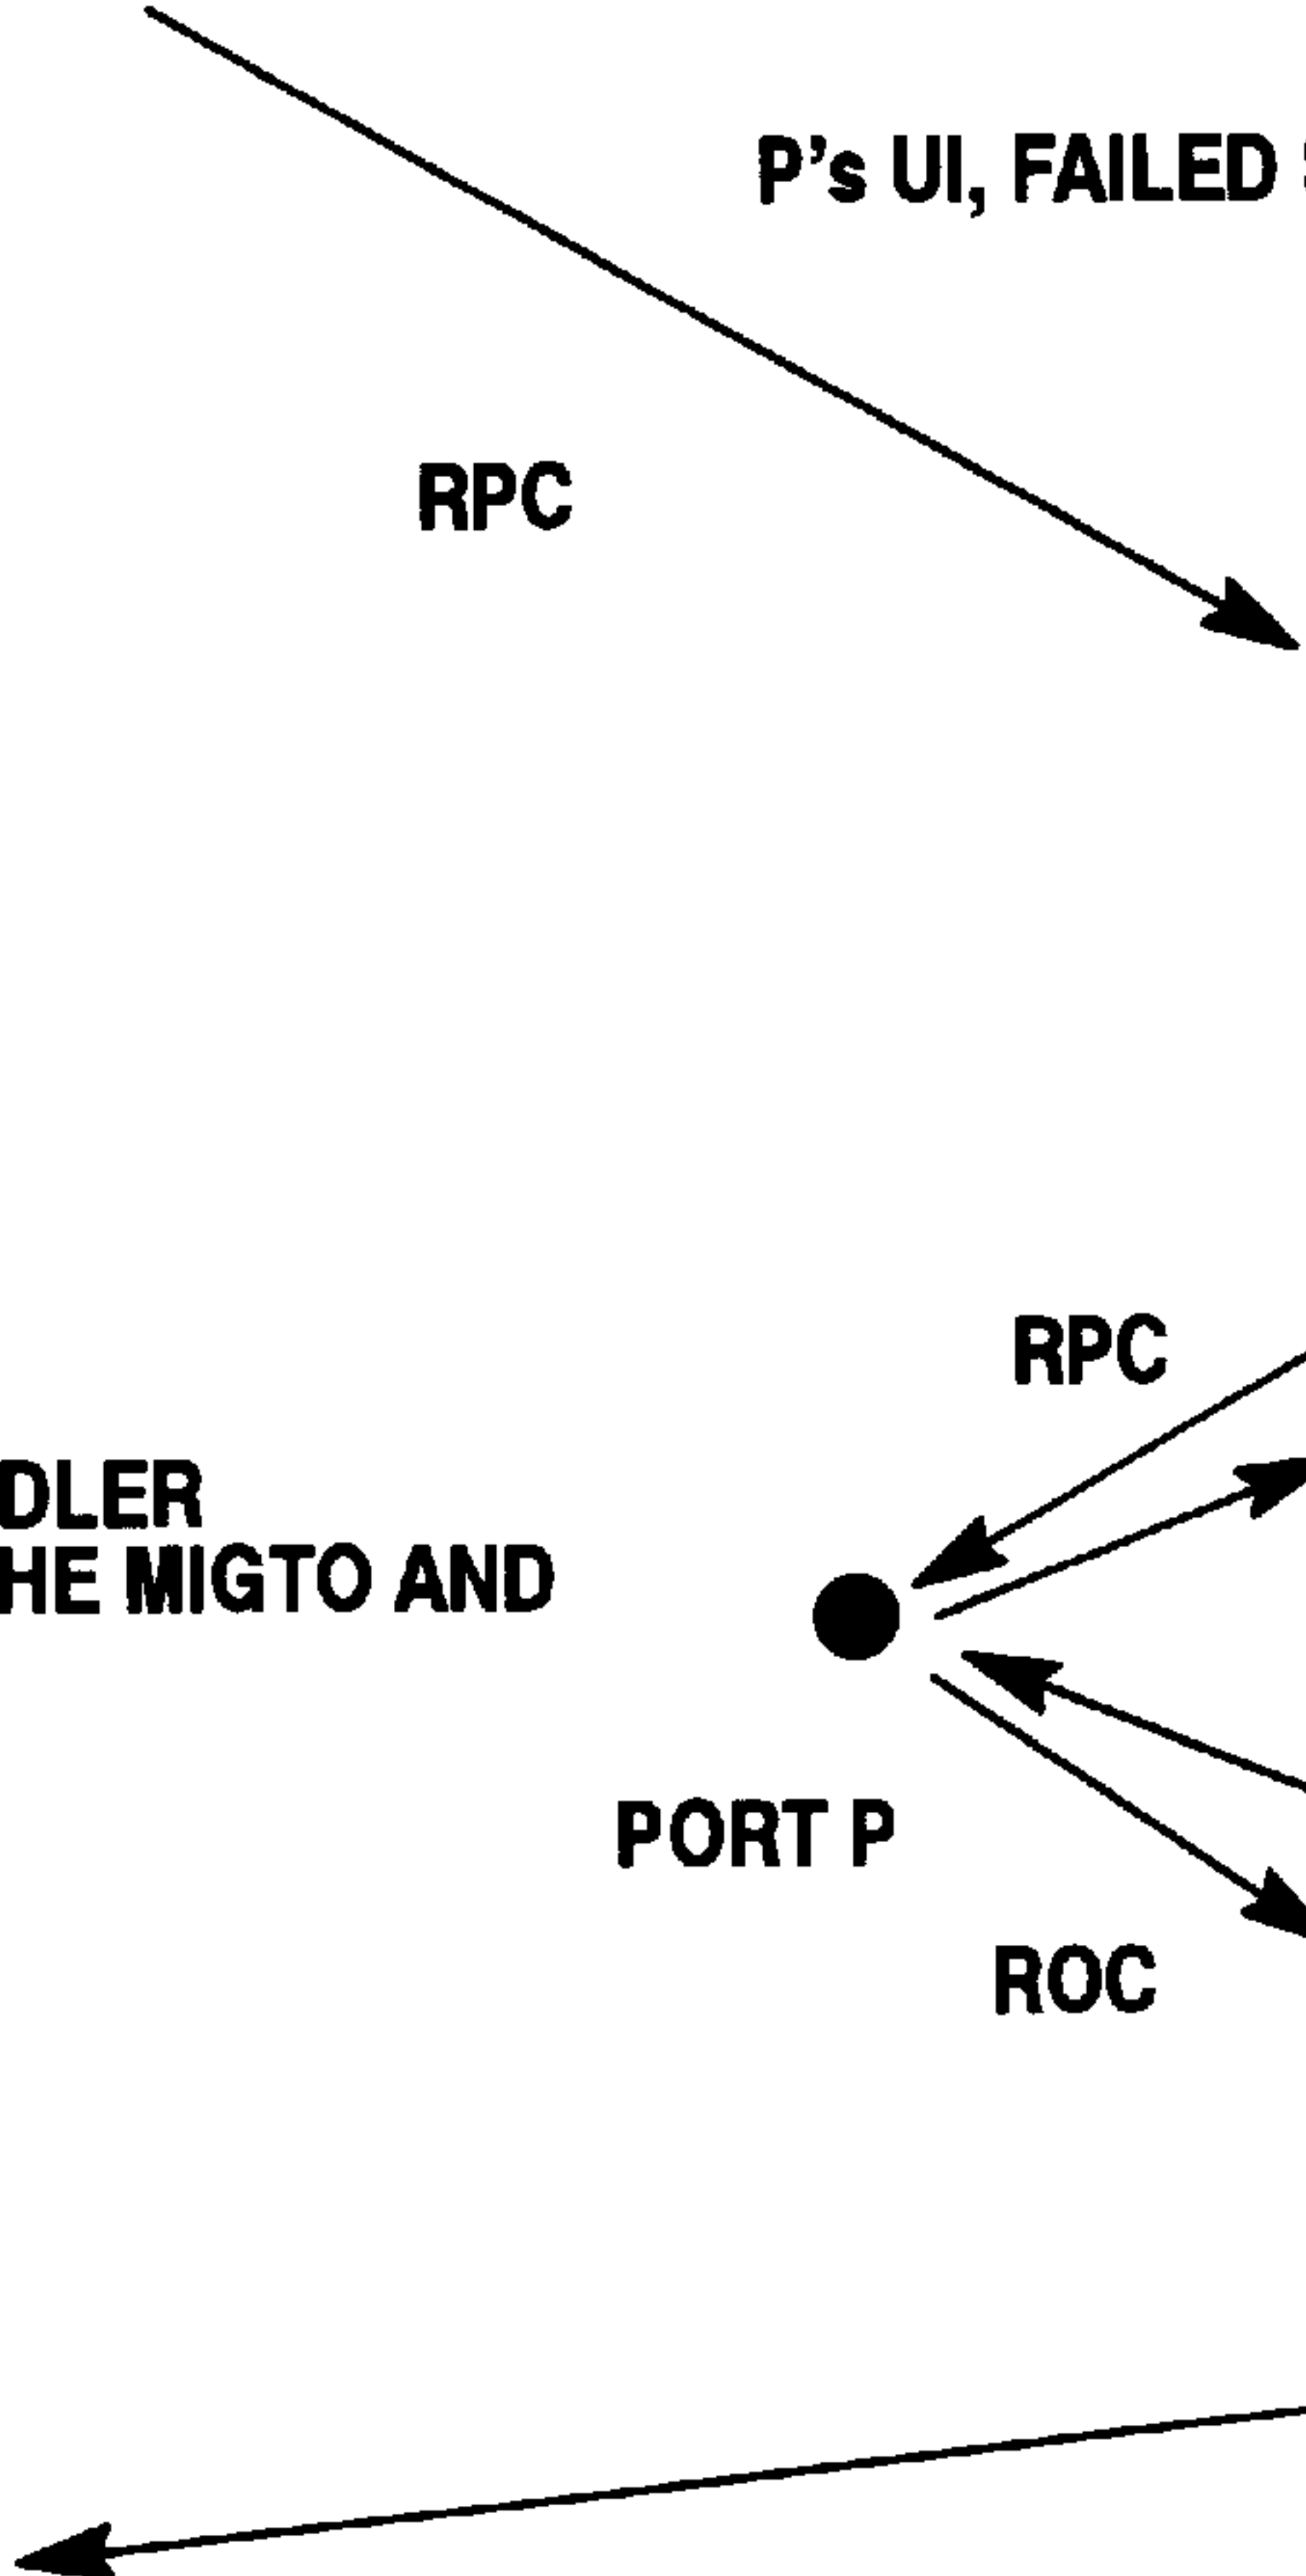 P's UI, FAILED
RPC
RPC
DLER
HE MIGTO AND
PORT P
ROC